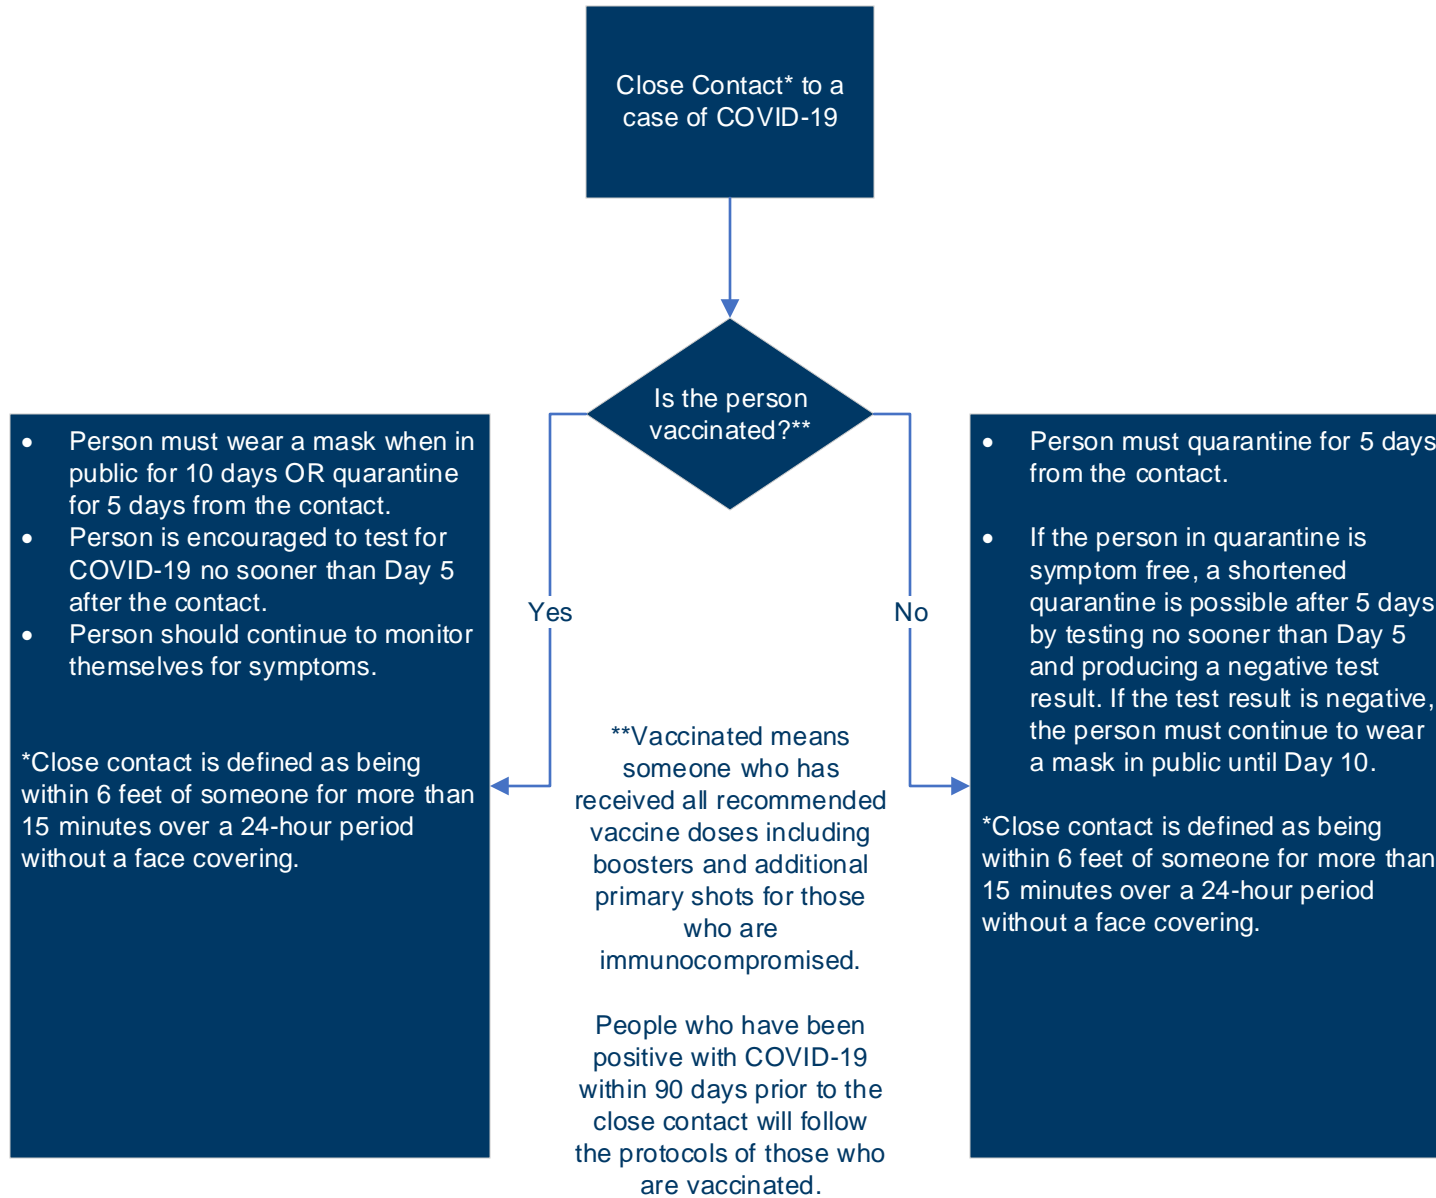 Close Contact* to a
case of COVID-19
Is the person
vaccinated?**
Yes
No
• Person must wear a mask when in
public for 10 days OR quarantine
for 5 days from the contact.
• Person is encouraged to test for
COVID-19 no sooner than Day 5
after the contact.
• Person should continue to monitor
themselves for symptoms.
*Close contact is defined as being
within 6 feet of someone for more than
15 minutes over a 24-hour period
without a face covering.
**Vaccinated means
someone who has
received all recommended
vaccine doses including
boosters and additional
primary shots for those
who are
immunocompromised.
People who have been
positive with COVID-19
within 90 days prior to the
close contact will follow
the protocols of those who
are vaccinated.
• Person must quarantine for 5 days
from the contact.
• If the person in quarantine is
symptom free, a shortened
quarantine is possible after 5 days
by testing no sooner than Day 5
and producing a negative test
result. If the test result is negative,
the person must continue to wear
a mask in public until Day 10.
*Close contact is defined as being
within 6 feet of someone for more than
15 minutes over a 24-hour period
without a face covering.